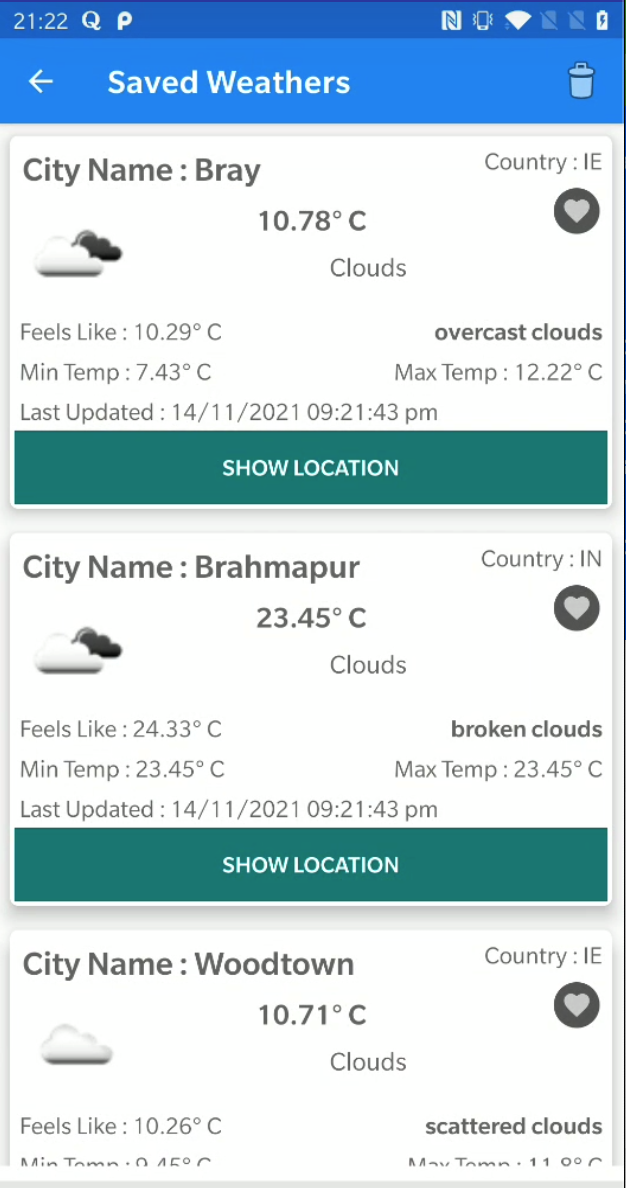 21:22 Q P
Saved Weathers
City Name : Bray
Country : IE
10.78° C
Clouds
Feels Like : 10.29° C
overcast clouds
Min Temp : 7.43° C
Max Temp : 12.22° C
Last Updated : 14/11/2021 09:21:43 pm
SHOW LOCATION
City Name : Brahmapur
Country : IN
23.45° C
Clouds
Feels Like : 24.33° C
broken clouds
Min Temp : 23.45° C
Max Temp : 23.45° C
Last Updated : 14/11/2021 09:21:43 pm
SHOW LOCATION
City Name : Woodtown
Country : IE
10.71° C
Clouds
Feels Like : 10.26° C
scattered clouds
Min Temp : 9.45° C
Max Temp : 11.8° C